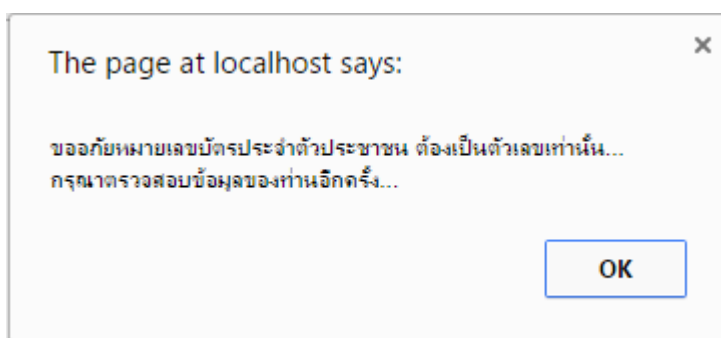 The page at localhost says:
ขออภัยหมายเลขบัตรประจำตัวประชาชน ต้องเป็นตัวเลขเท่านั้น...
กรุณาตรวจสอบข้อมูลของท่านอีกครั้ง...
OK